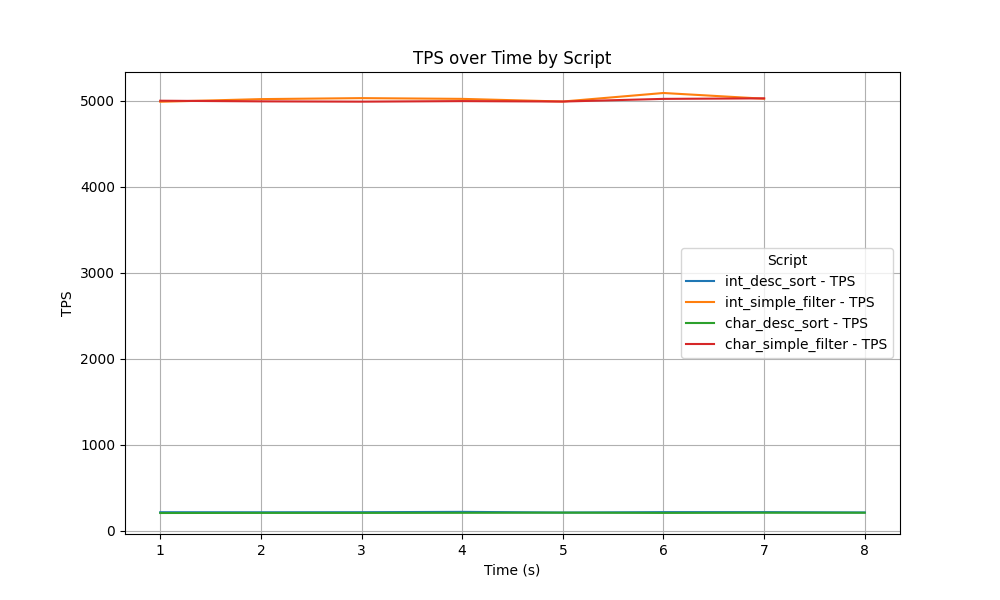 TPS over Time by Script
TPS
5000
4000
3000
2000
1000
0
Script
int_desc_sort - TPS
int_simple_filter - TPS
char_desc_sort - TPS
char_simple_filter - TPS
1 2 3 4 5 6 7 8
Time (s)